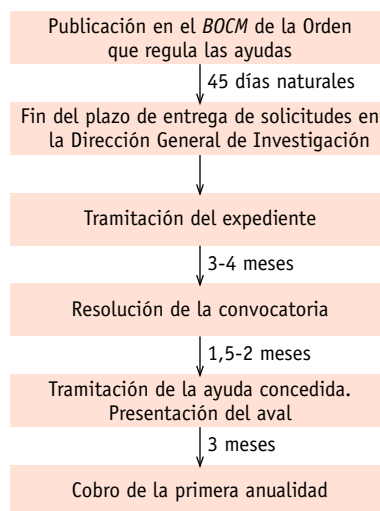 Publicación en el BOCM de la Orden
que regula las ayudas
45 días naturales
Fin del plazo de entrega de solicitudes en
la Dirección General de Investigación
Tramitación del expediente
3-4 meses
Resolución de la convocatoria
1,5-2 meses
Tramitación de la ayuda concedida.
Presentación del aval
3 meses
Cobro de la primera anualidad